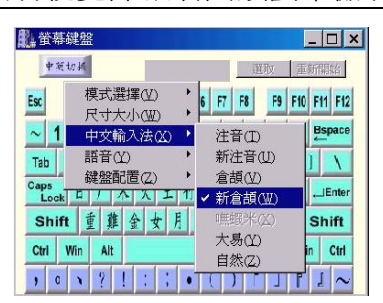 螢幕鍵盤
中英切換
選取 重新開始
Esc 6 F7 F8 F9 F10 F11 F12
模式選擇(V)
尺寸大小(W)
中文輸入法(X)
語音(Y)
鍵盤配置(Z)
注音(T)
新注音(U)
倉頡(V)
新倉頡(W)
嘸蝦米(X)
大易(Y)
自然(Z)
~ 1 Bspace
Tab ] \
Caps Lock Enter
Shift 重 難 金 女 月 Shift
Ctrl Win Alt Ctrl
, 。 、 ? ! : ; ~